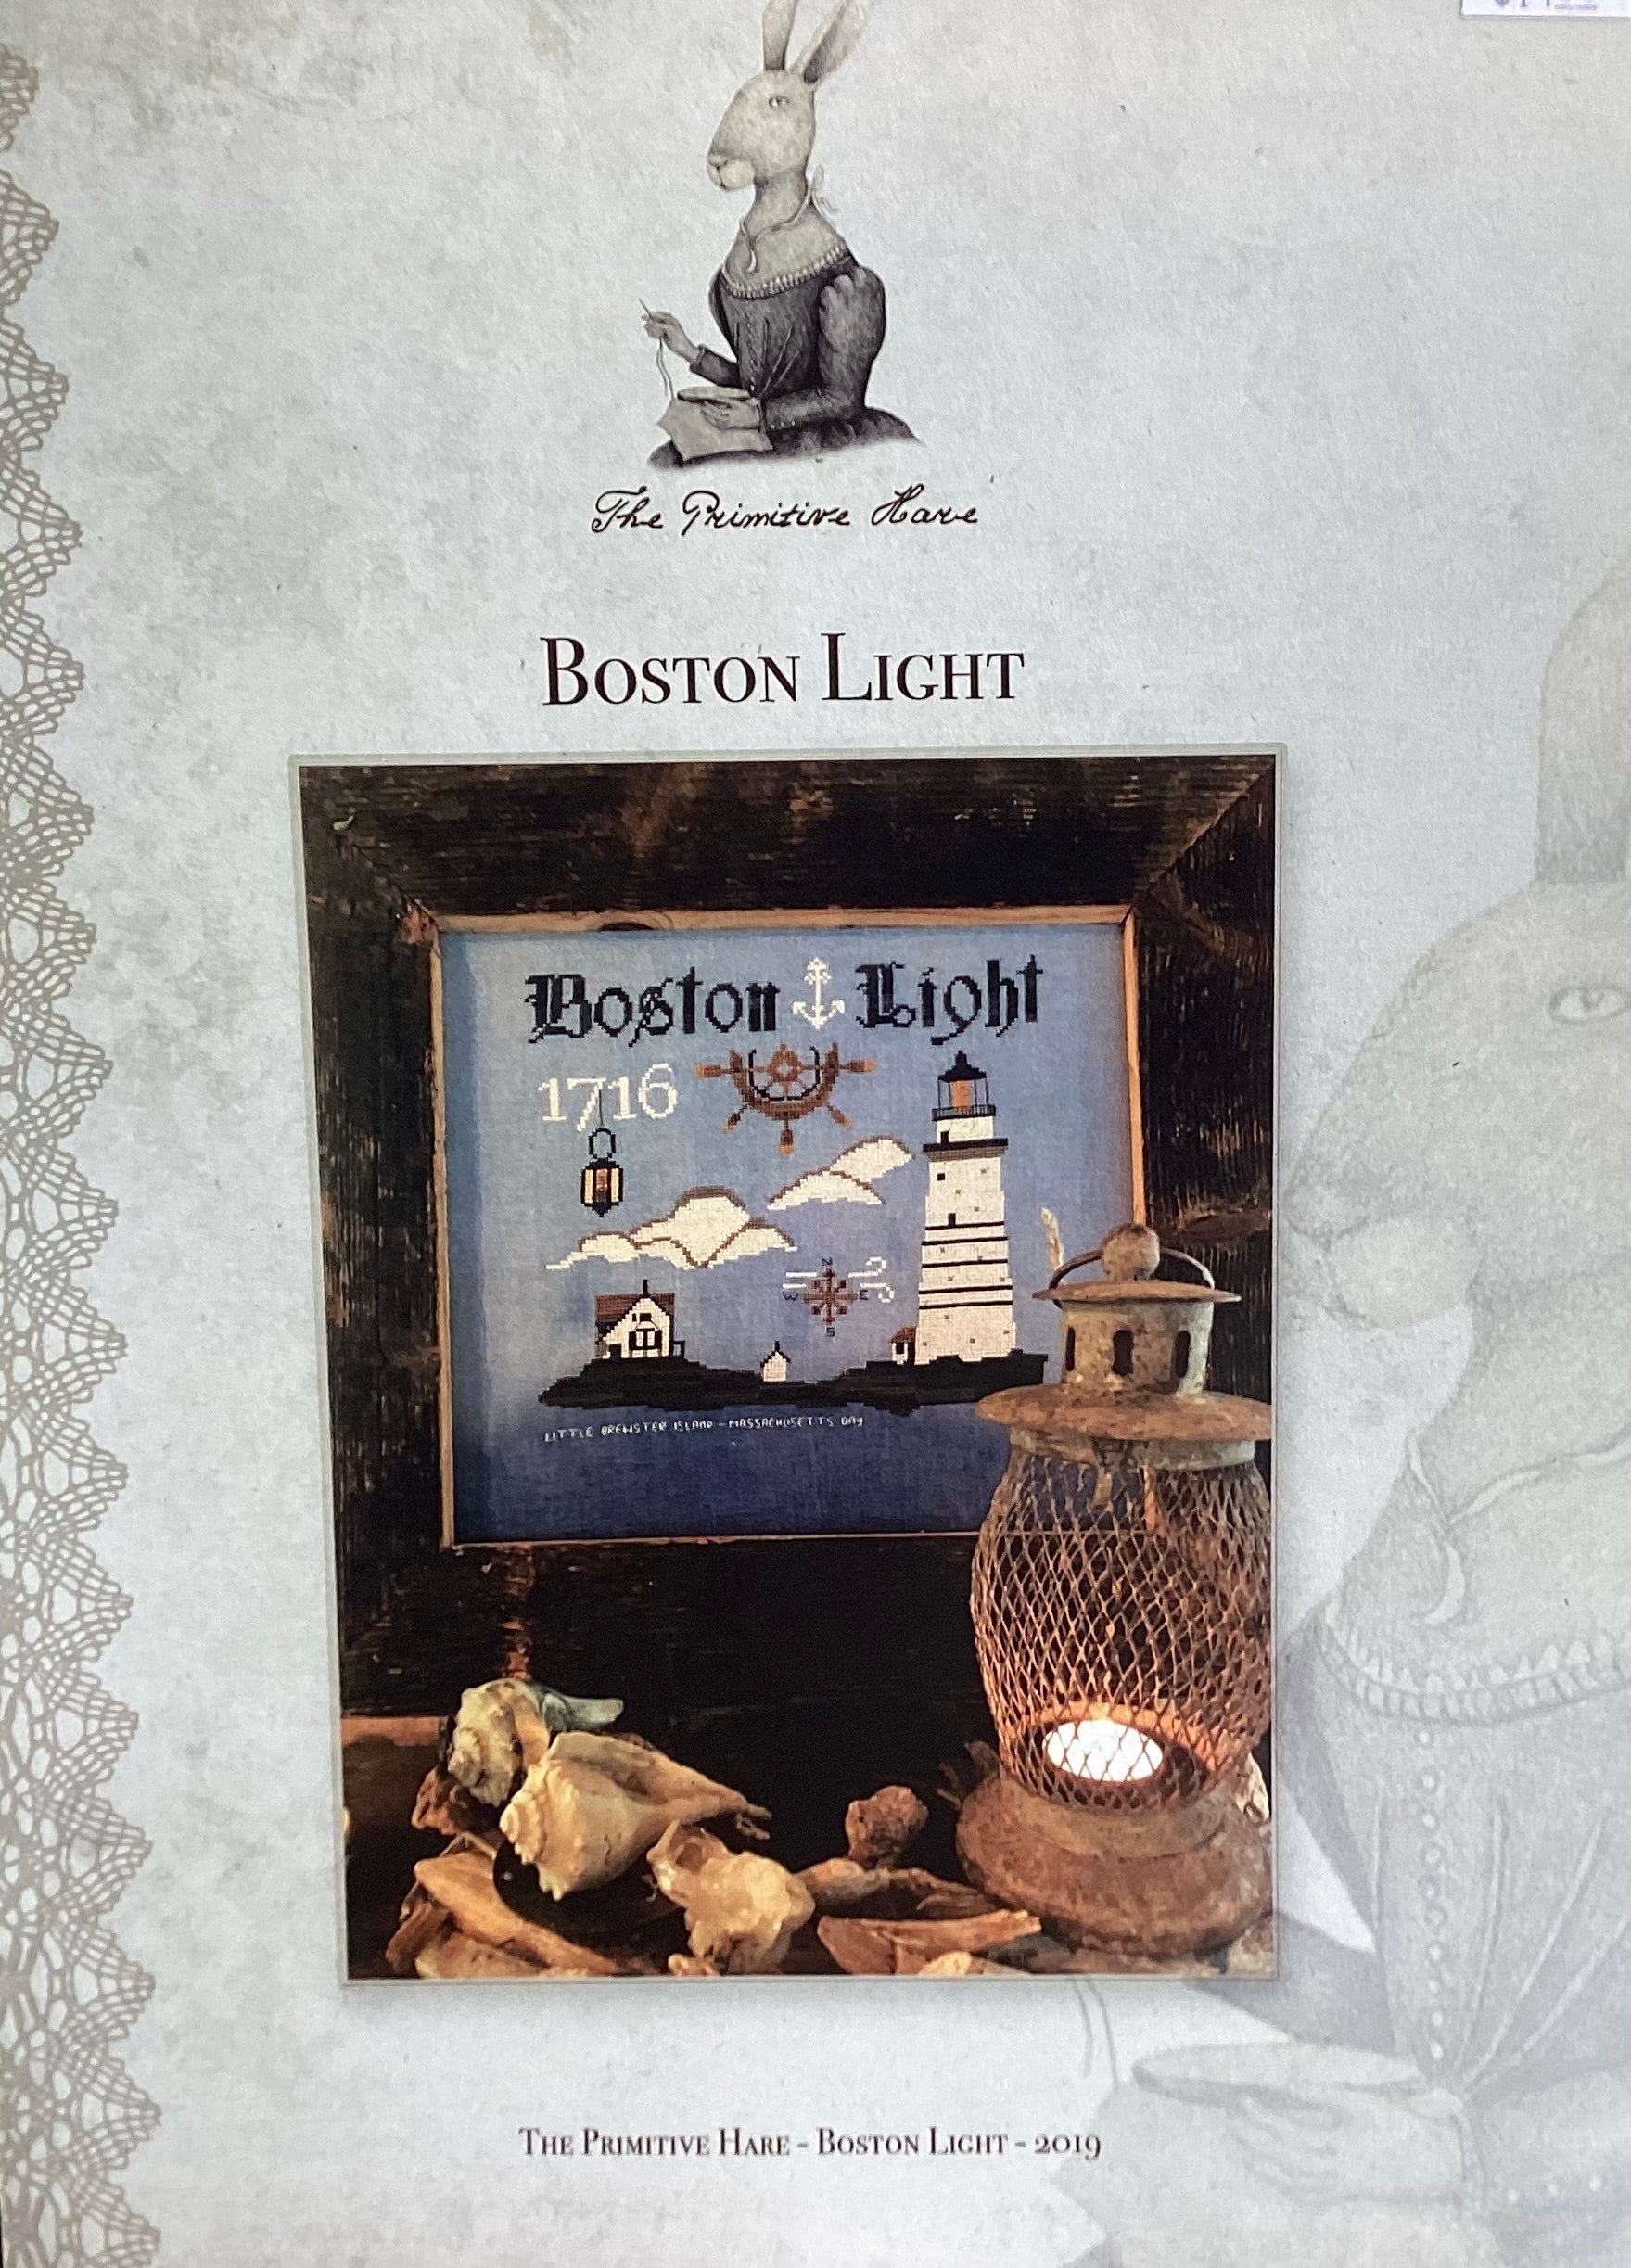 The Primitive Hare
BOSTON LIGHT
Boston Light
1716
N
W E
S
LITTLE BREWSTER ISLAND - MASSACHUSETTS BAY
THE PRIMITIVE HARE - BOSTON LIGHT - 2019